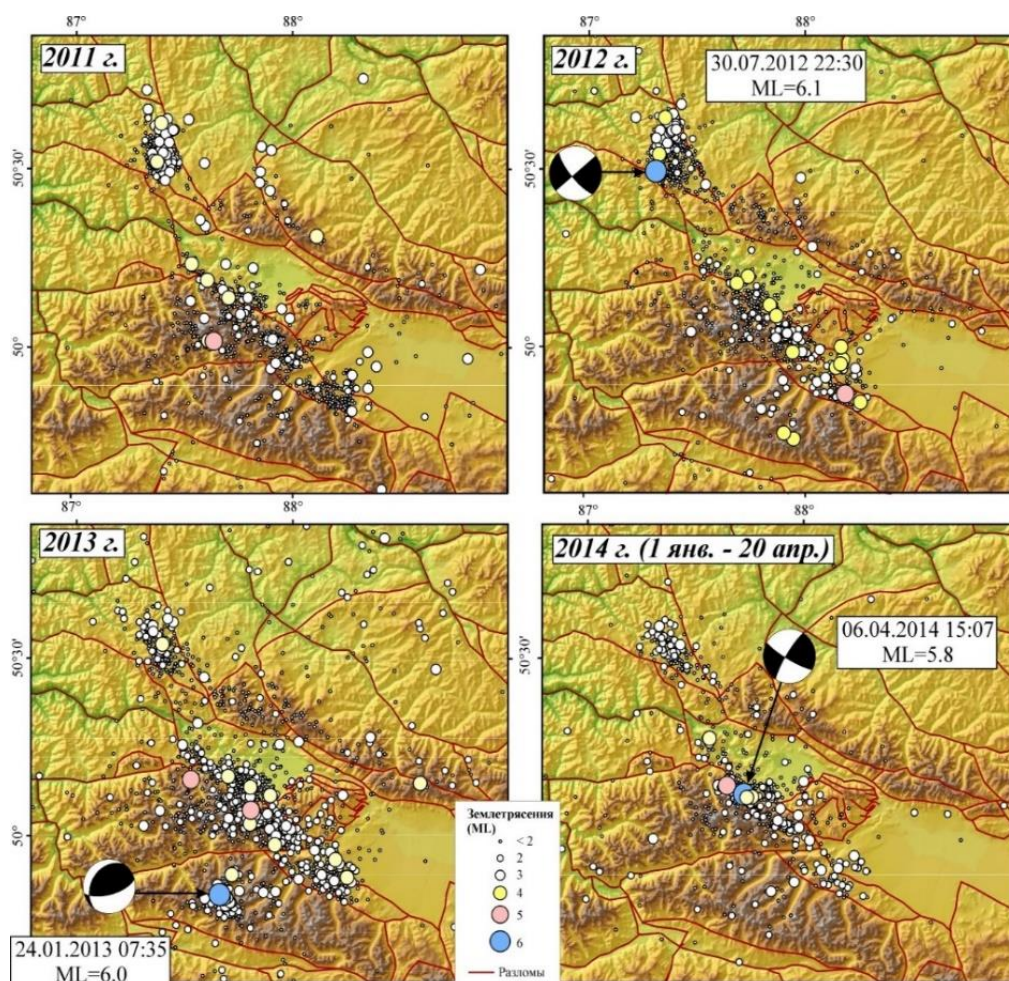 87°
88°
87°
88°
2011 г.
2012 г.
30.07.2012 22:30
ML=6.1
50°30'
50°30'
50°
50°
87°
88°
87°
88°
2013 г.
2014 г. (1 янв. - 20 апр.)
06.04.2014 15:07
ML=5.8
50°30'
50°30'
50°
50°
Землетрясения
(ML)
< 2
2
3
4
5
6
Разломы
24.01.2013 07:35
ML=6.0